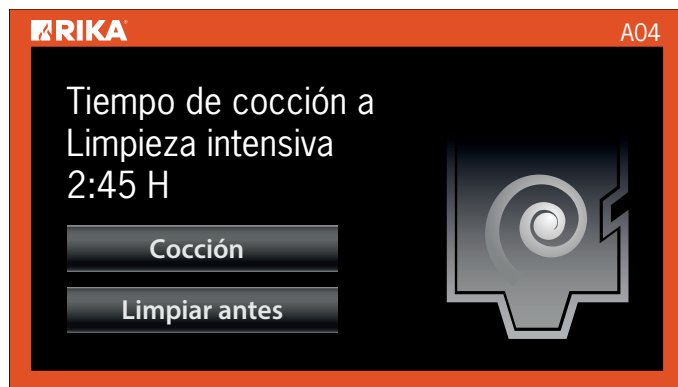 RIKA
A04
Tiempo de cocción a
Limpieza intensiva
2:45 H
Cocción
Limpiar antes